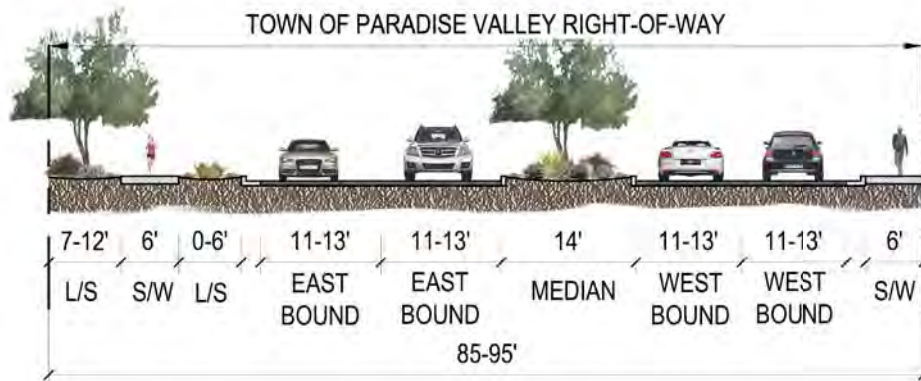 TOWN OF PARADISE VALLEY RIGHT-OF-WAY
7-12' 6' 0-6' 11-13' 11-13' 14' 11-13' 11-13' 6'
L/S S/W L/S EAST BOUND EAST BOUND MEDIAN WEST BOUND WEST BOUND S/W
85-95'